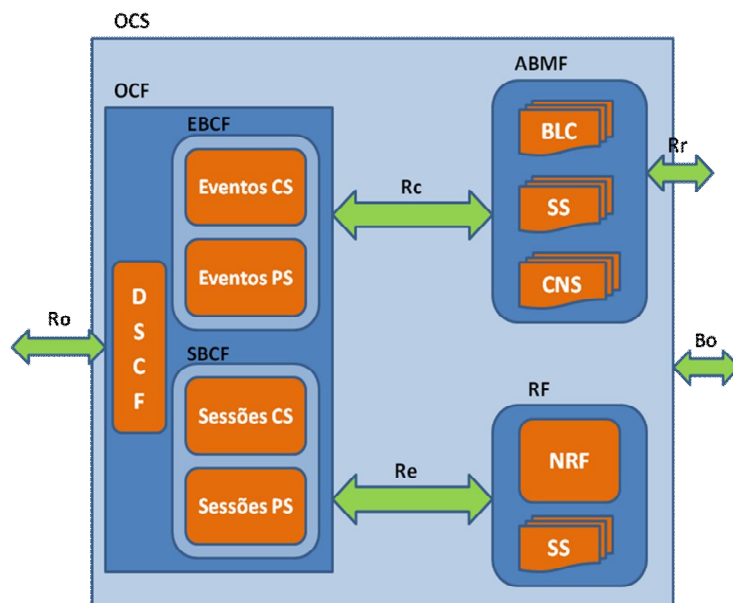 OCS
OCF
EBCF
Eventos CS
Eventos PS
SBCF
Sessões CS
Sessões PS
D
S
C
F
Ro
Rc
Re
ABMF
BLC
SS
CNS
Rr
Bo
RF
NRF
SS